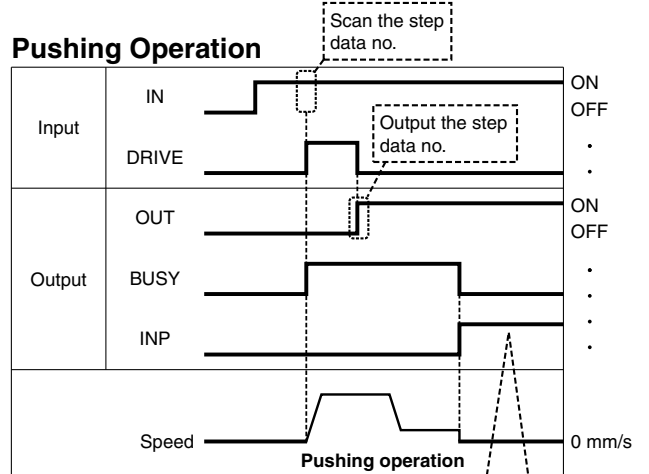 Scan the step
data no.
Pushing Operation
Input
IN
ON
OFF
Output the step
data no.
DRIVE
Output
OUT
ON
OFF
BUSY
INP
Speed
0 mm/s
Pushing operation